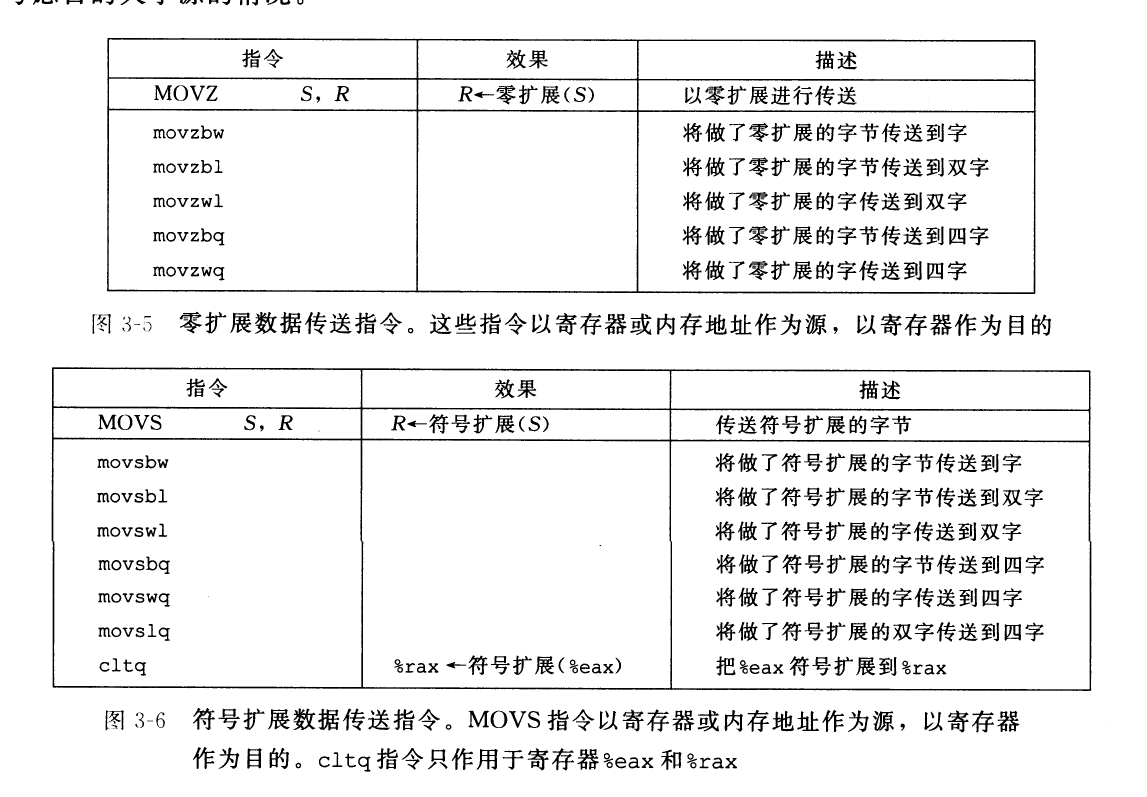 指令 效果 描述
MOVZ S, R R←零扩展(S) 以零扩展进行传送
movzbw 将做了零扩展的字节传送到字
movzbl 将做了零扩展的字节传送到双字
movzwl 将做了零扩展的字传送到双字
movzbq 将做了零扩展的字节传送到四字
movzwq 将做了零扩展的字传送到四字
图 3-5 零扩展数据传送指令。这些指令以寄存器或内存地址作为源，以寄存器作为目的
指令 效果 描述
MOVS S, R R←符号扩展(S) 传送符号扩展的字节
movsbw 将做了符号扩展的字节传送到字
movsbl 将做了符号扩展的字节传送到双字
movswl 将做了符号扩展的字传送到双字
movsbq 将做了符号扩展的字节传送到四字
movswq 将做了符号扩展的字传送到四字
movslq 将做了符号扩展的双字传送到四字
cltq %rax ←符号扩展(%eax) 把%eax 符号扩展到%rax
图 3-6 符号扩展数据传送指令。MOVS 指令以寄存器或内存地址作为源，以寄存器
作为目的。cltq 指令只作用于寄存器%eax 和%rax